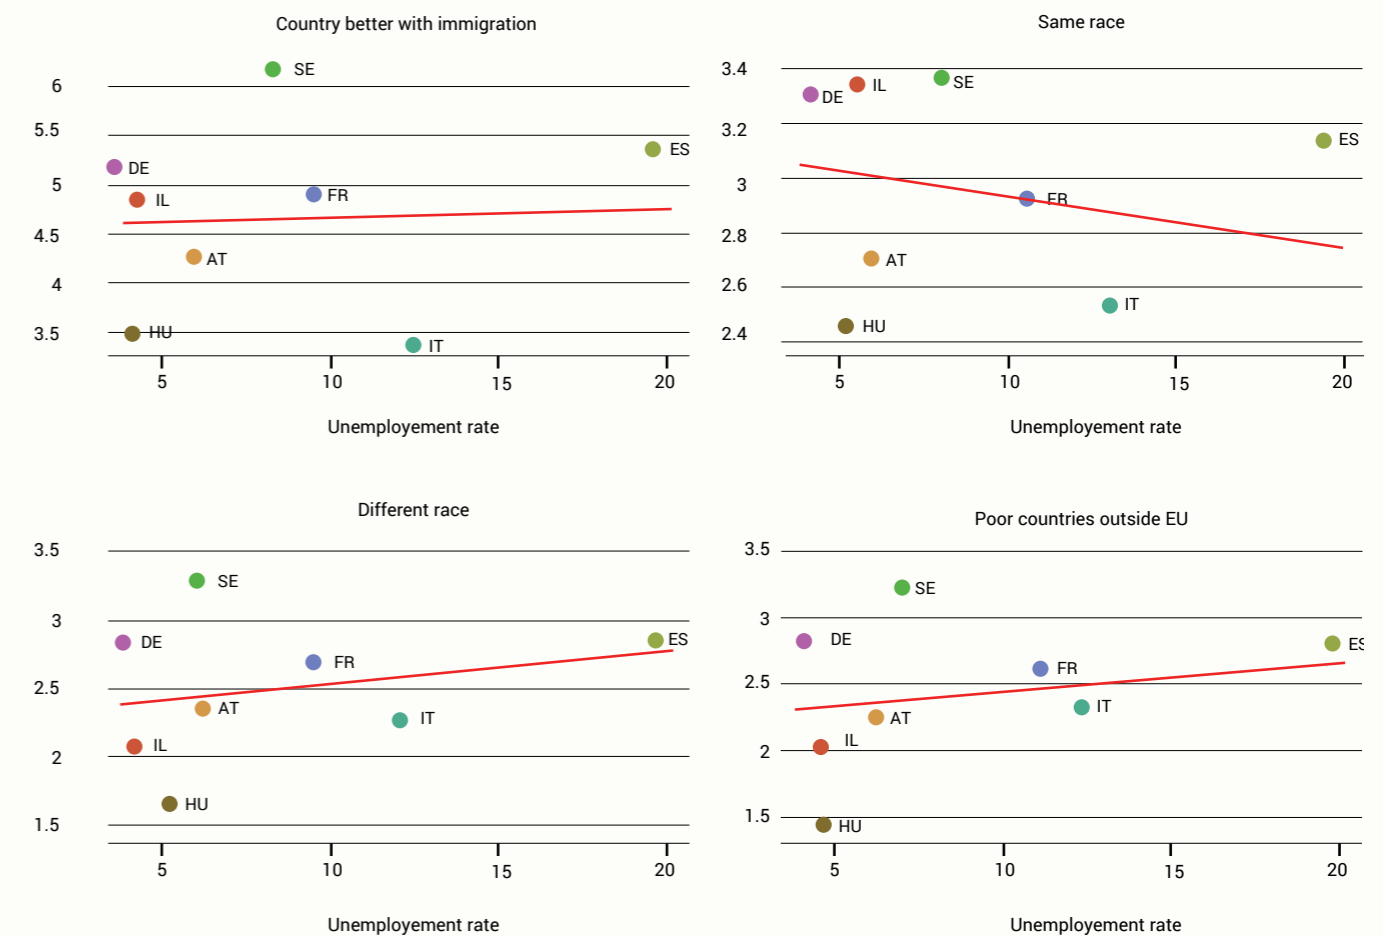 Country better with immigration
6
5.5
5
4.5
4
3.5
SE
ES
DE
IL
FR
AT
HU
IT
5
10
15
20
Unemployement rate
Same race
3.4
3.2
3
2.8
2.6
2.4
DE
IL
SE
ES
FR
AT
IT
HU
5
10
15
20
Unemployement rate
Different race
3.5
3
2.5
2
1.5
SE
DE
ES
FR
AT
IT
IL
HU
5
10
15
20
Unemployement rate
Poor countries outside EU
3.5
3
2.5
2
1.5
SE
DE
ES
FR
IT
AT
IL
HU
5
10
15
20
Unemployement rate